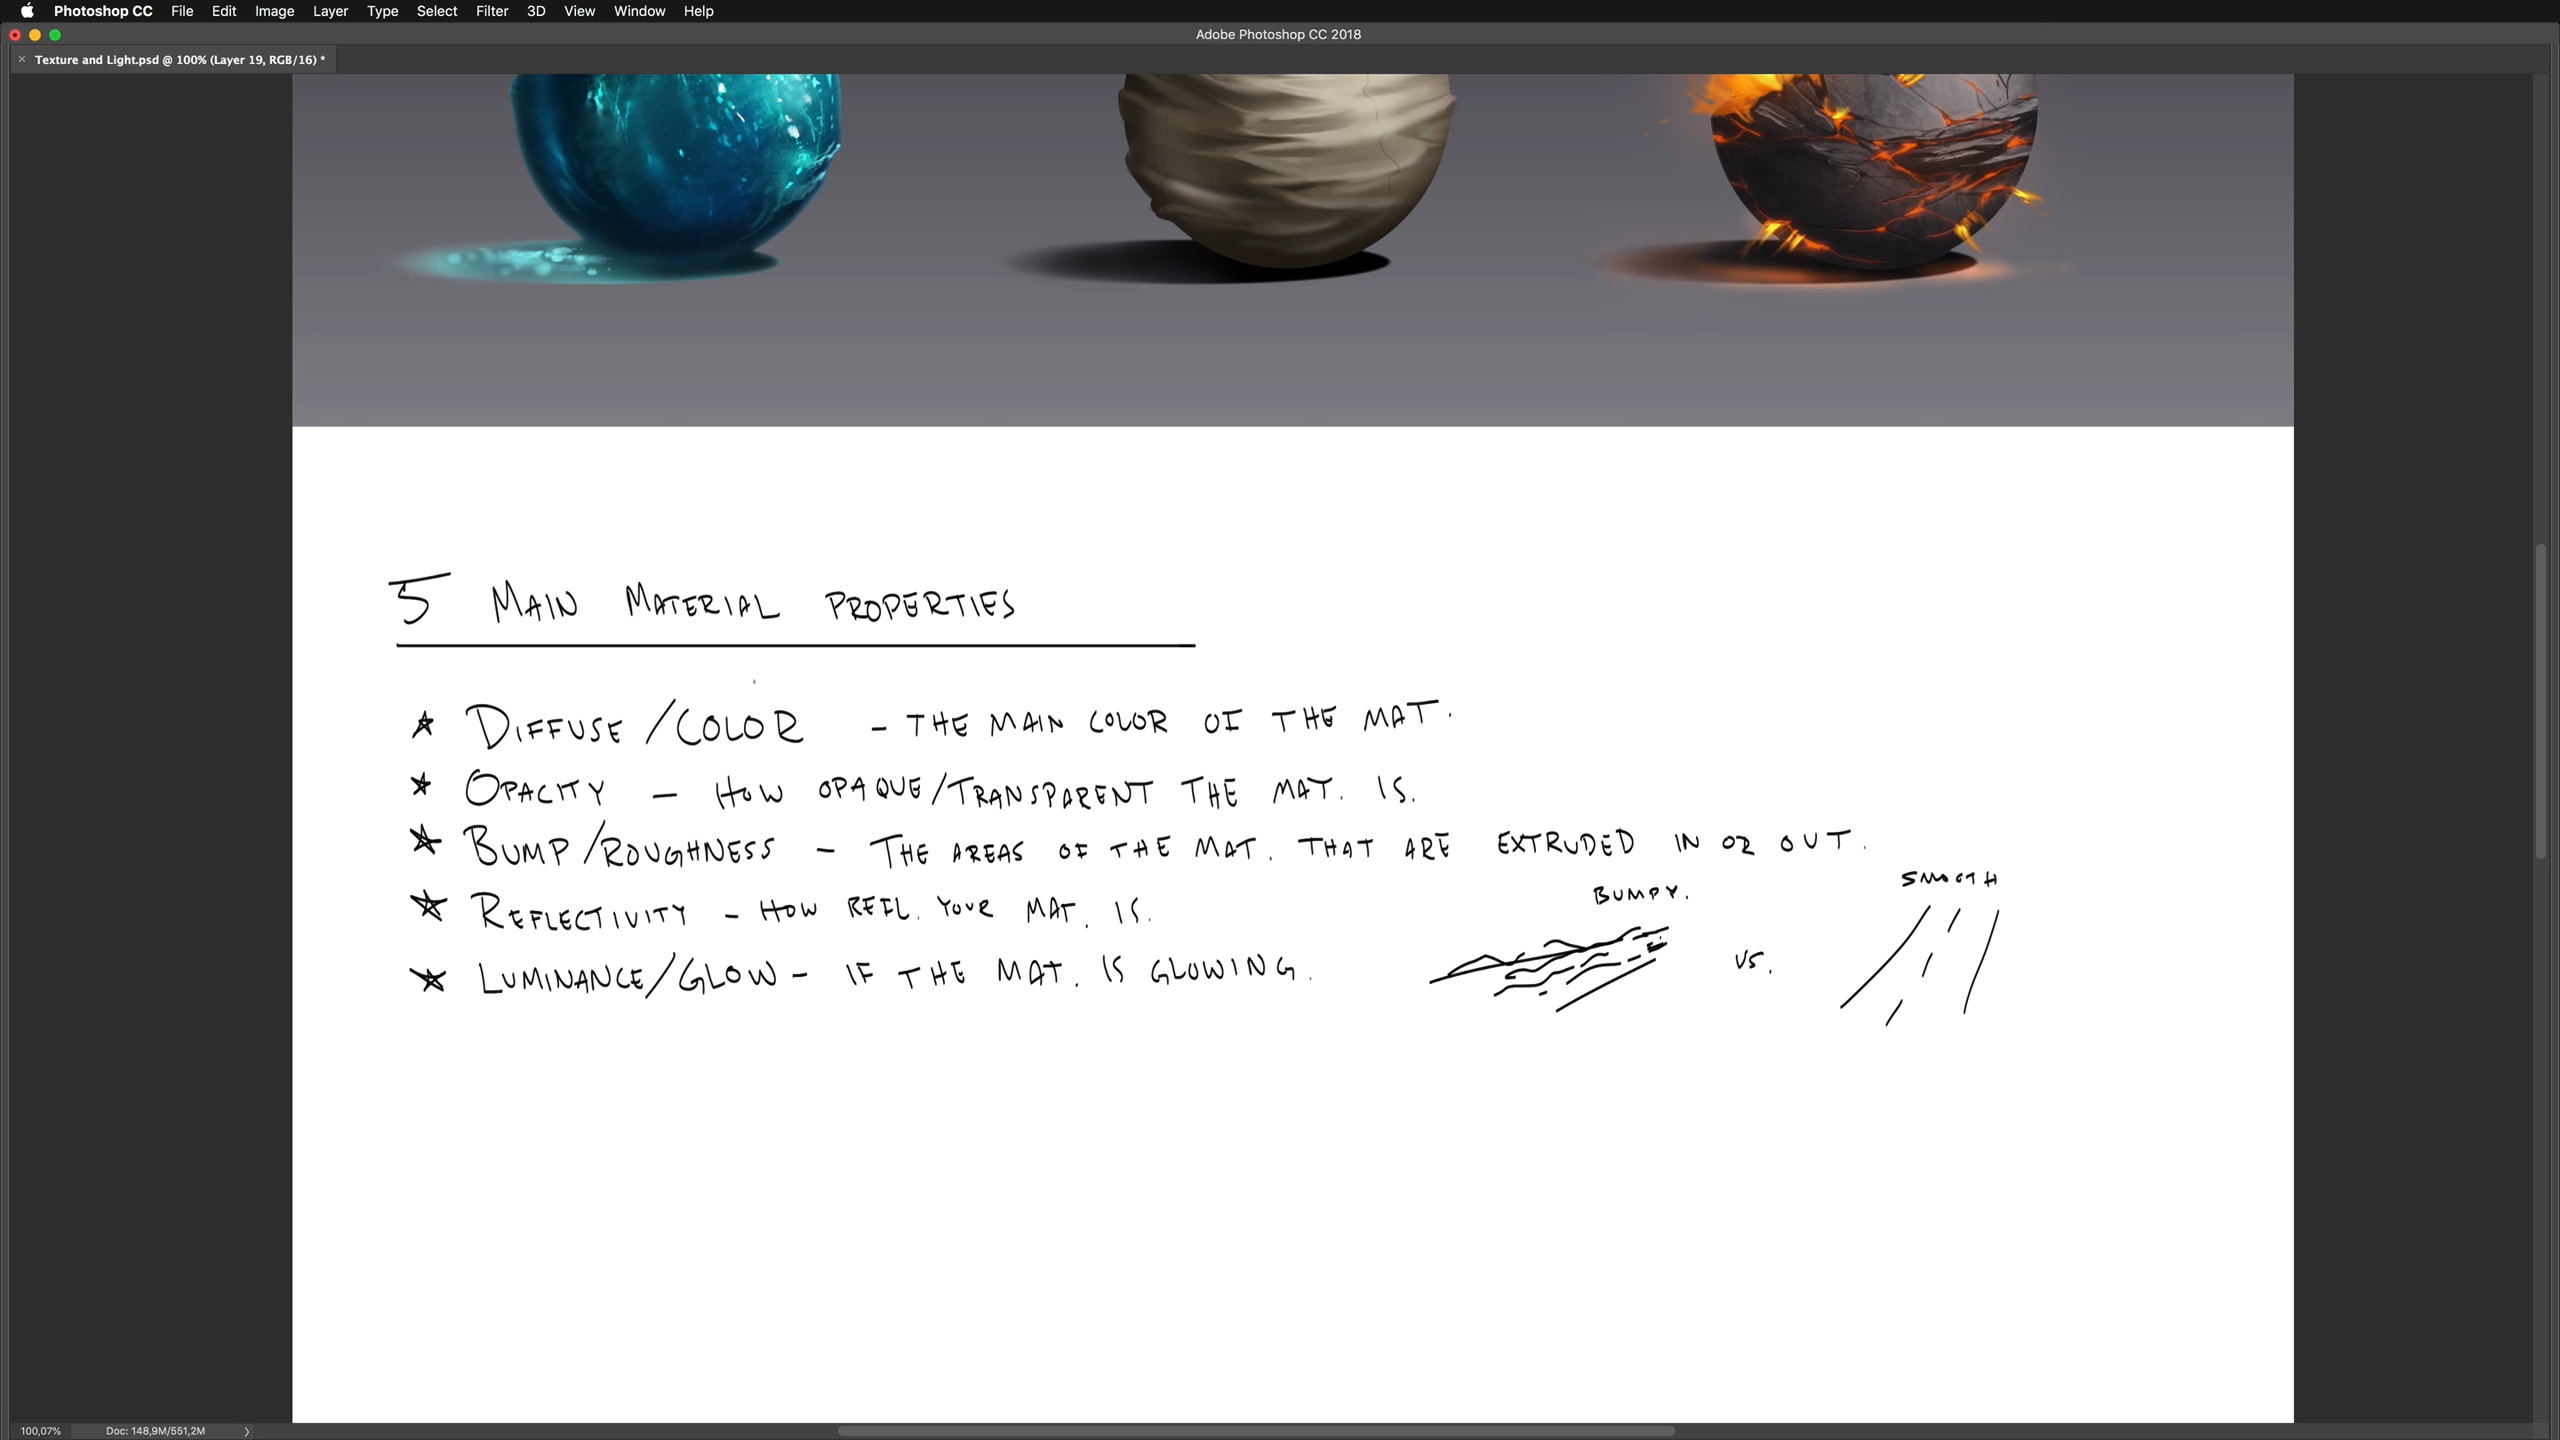 Photoshop CC File Edit Image Layer Type Select Filter 3D View Window Help
Adobe Photoshop CC 2018
× Texture and Light.psd @ 100% (Layer 19, RGB/16) *
5 MAIN MATERIAL PROPERTIES
★ DIFFUSE/COLOR - THE MAIN COLOR OF THE MAT.
★ OPACITY - HOW OPAQUE/TRANSPARENT THE MAT. IS.
★ BUMP/ROUGHNESS - THE AREAS OF THE MAT. THAT ARE EXTRUDED IN OR OUT.
★ REFLECTIVITY - HOW REFL. YOUR MAT. IS.
★ LUMINANCE/GLOW - IF THE MAT. IS GLOWING.
BUMPY. vs. SMOOTH
100,07% Doc: 148,9M/551,2M >